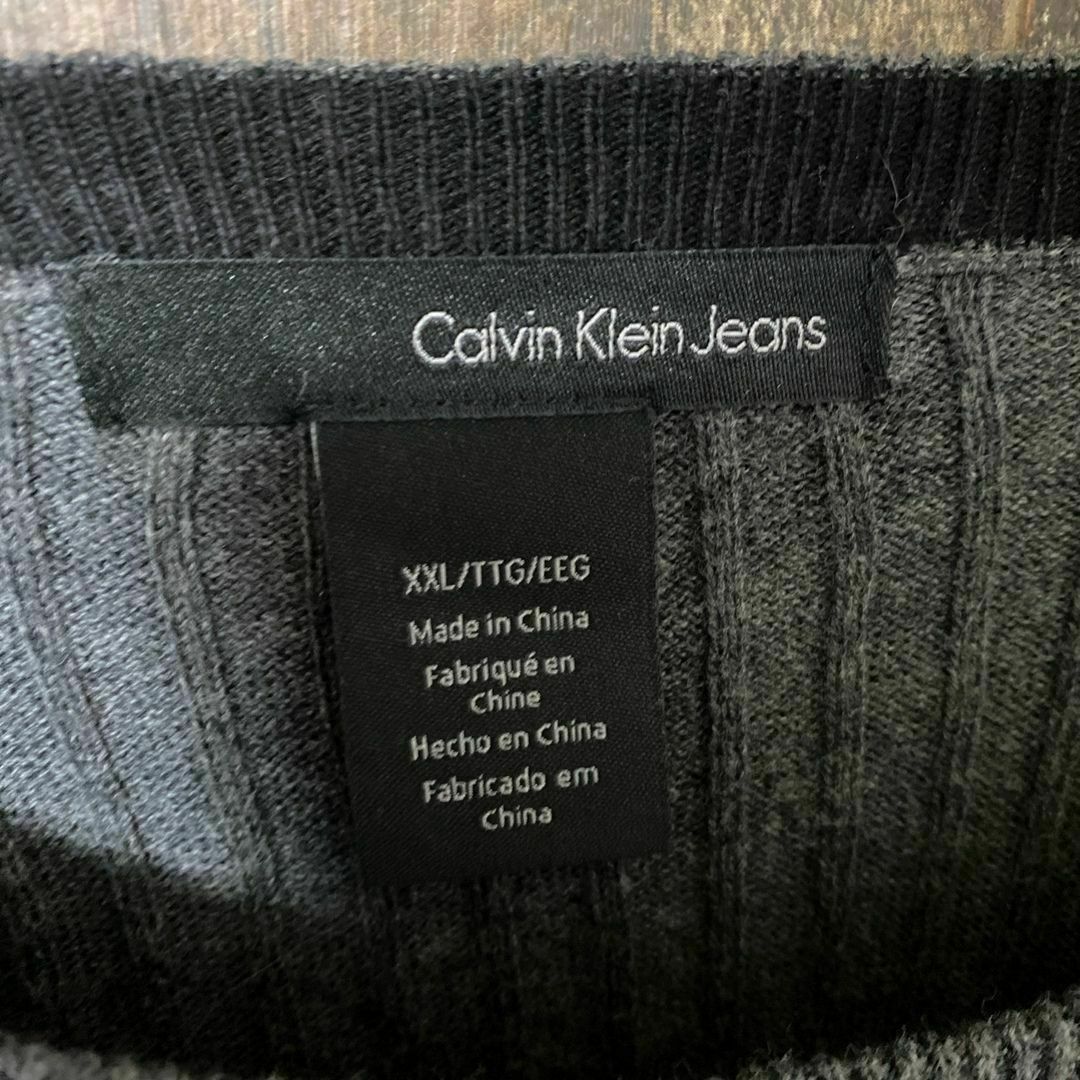 Calvin Klein Jeans
XXL/TTG/EEG
Made in China
Fabriqué en
Chine
Hecho en China
Fabricado em
China